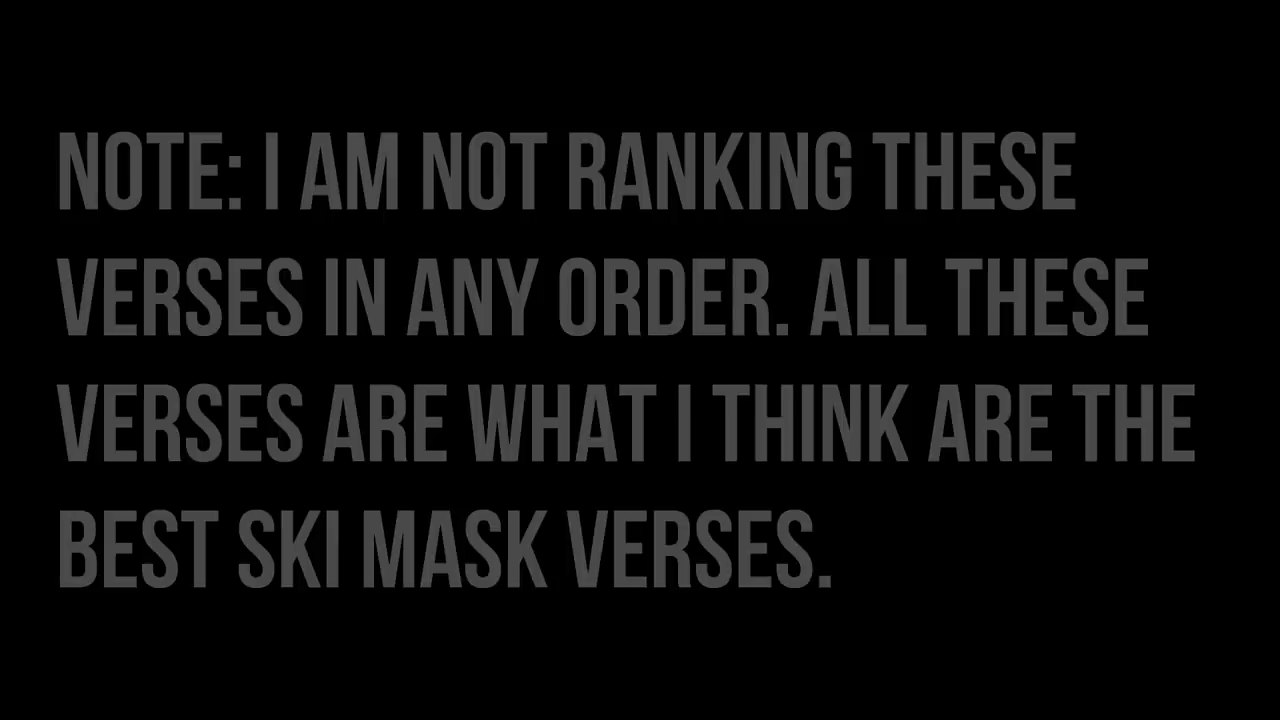 NOTE: I AM NOT RANKING THESE
VERSES IN ANY ORDER. ALL THESE
VERSES ARE WHAT I THINK ARE THE
BEST SKI MASK VERSES.